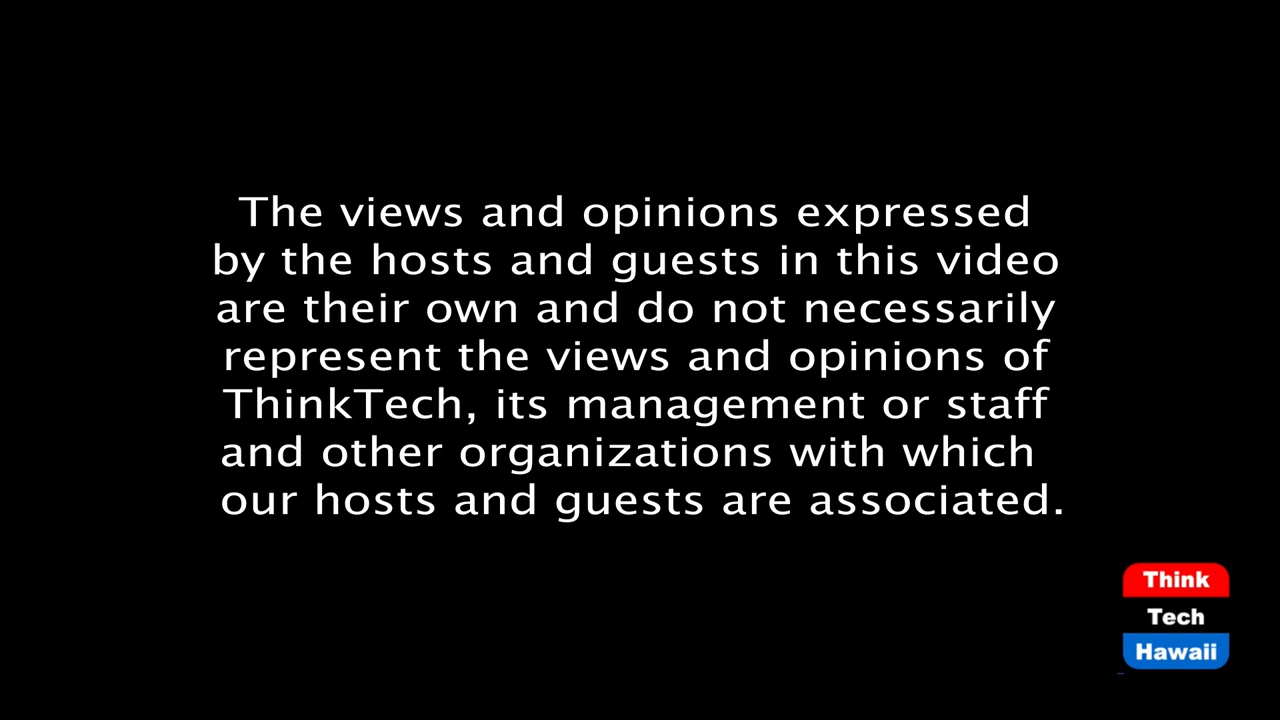 The views and opinions expressed
by the hosts and guests in this video
are their own and do not necessarily
represent the views and opinions of
ThinkTech, its management or staff
and other organizations with which
our hosts and guests are associated.
Think
Tech
Hawaii